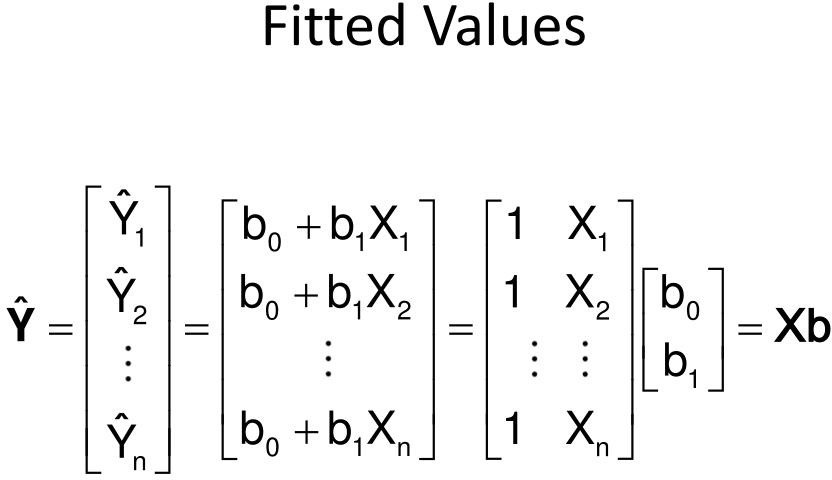 Fitted Values
Ŷ = [ Ŷ₁ ] = [ b₀ + b₁X₁ ] = [ 1 X₁ ] [ b₀ ] = Xb
[ Ŷ₂ ] [ b₀ + b₁X₂ ] [ 1 X₂ ] [ b₁ ]
[ ⋮ ] [ ⋮ ] [ ⋮ ⋮ ]
[ Ŷₙ ] [ b₀ + b₁Xₙ ] [ 1 Xₙ ]